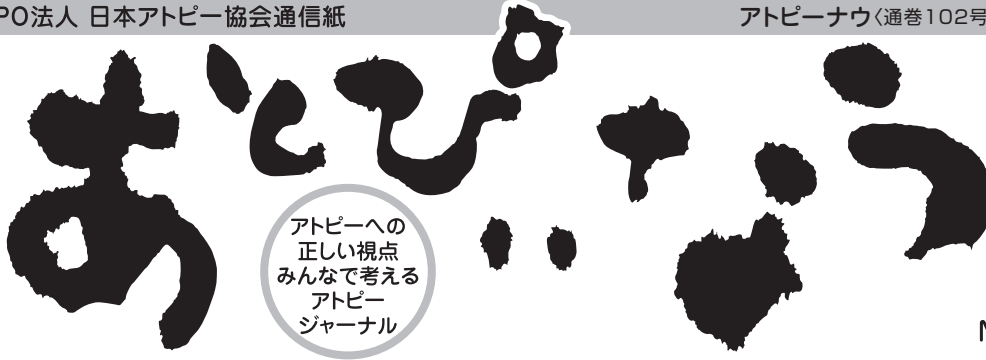 PO法人 日本アトピー協会通信紙
アトピーナウ〈通巻102号
あとぴぃなう
アトピーへの
正しい視点
みんなで考える
アトピー
ジャーナル